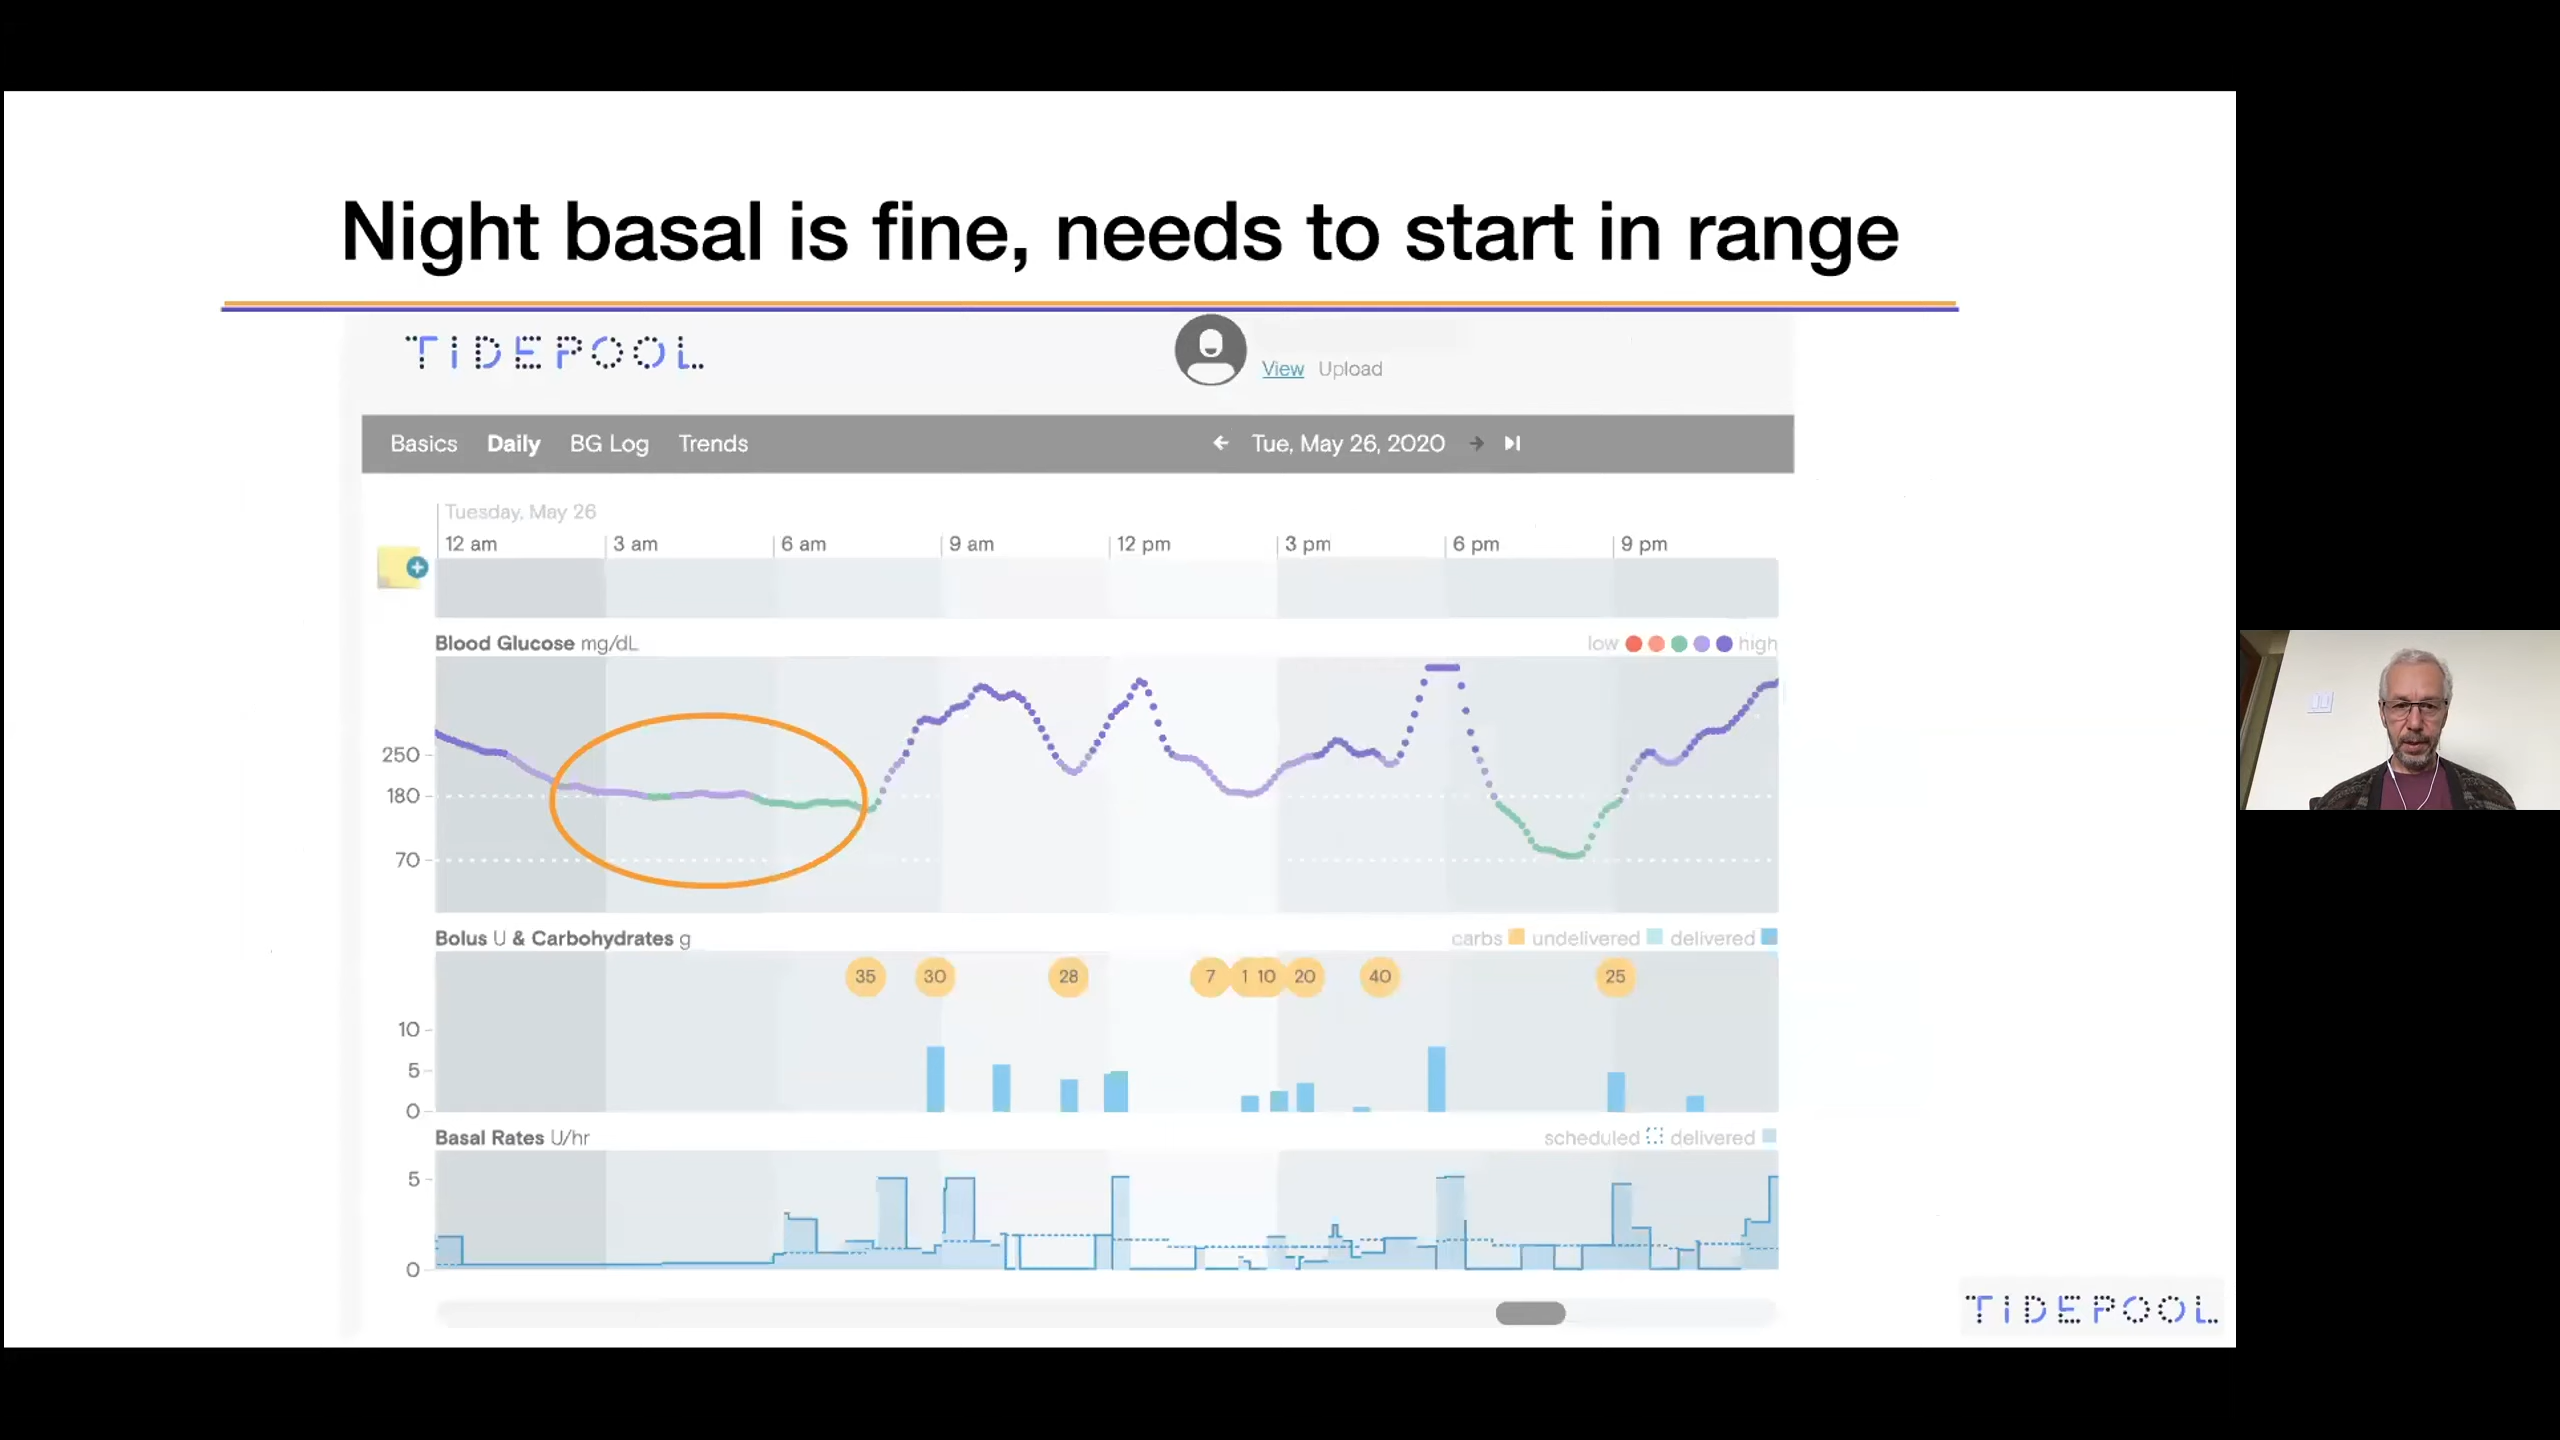 Night basal is fine, needs to start in range
TIDEPOOL
View Upload
Basics Daily BG Log Trends Tue, May 26, 2020
Tuesday, May 26
12 am 3 am 6 am 9 am 12 pm 3 pm 6 pm 9 pm
Blood Glucose mg/dL low high
250
180
70
Bolus U & Carbohydrates g carbs undelivered delivered
35 30 28 7 1 10 20 40 25
10
5
0
Basal Rates U/hr scheduled delivered
5
0
TIDEPOOL